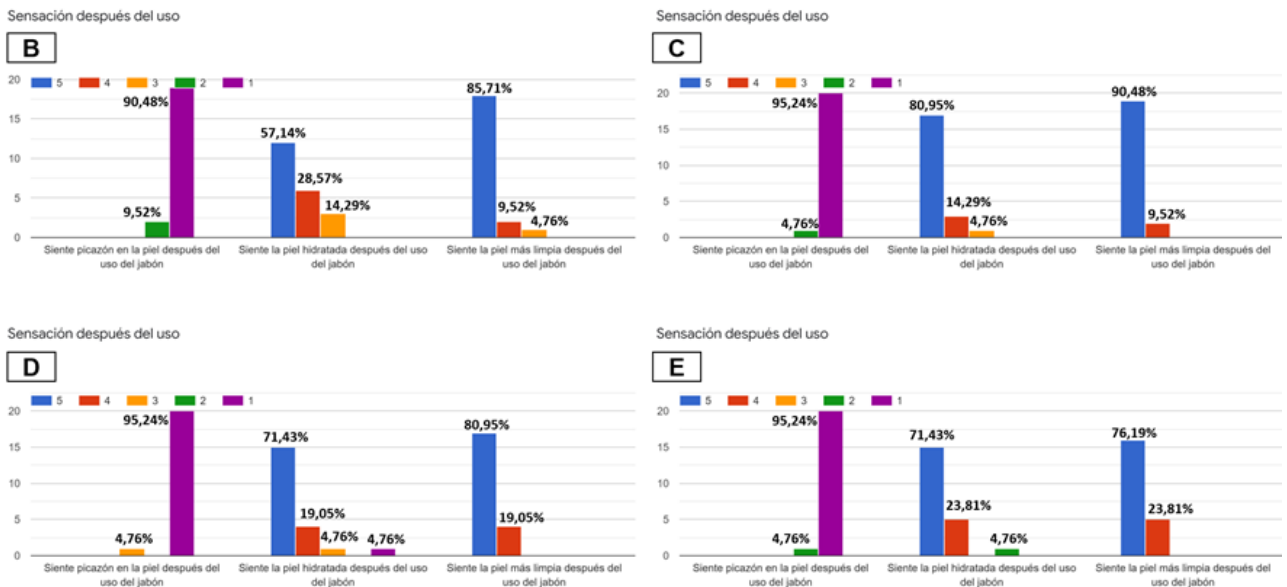 Sensación después del uso
B
5 4 3 2 1
20
15
10
5
0
90,48%
9,52%
57,14%
28,57%
14,29%
85,71%
9,52%
4,76%
Siente picazón en la piel después del
uso del jabón
Siente la piel hidratada después del uso
del jabón
Siente la piel más limpia después del
uso del jabón
Sensación después del uso
C
5 4 3 2 1
20
15
10
5
0
95,24%
4,76%
80,95%
14,29%
4,76%
90,48%
9,52%
Siente picazón en la piel después del
uso del jabón
Siente la piel hidratada después del uso
del jabón
Siente la piel más limpia después del
uso del jabón
Sensación después del uso
D
5 4 3 2 1
20
15
10
5
0
95,24%
4,76%
71,43%
19,05%
4,76%
4,76%
80,95%
19,05%
Siente picazón en la piel después del
uso del jabón
Siente la piel hidratada después del uso
del jabón
Siente la piel más limpia después del
uso del jabón
Sensación después del uso
E
5 4 3 2 1
20
15
10
5
0
95,24%
4,76%
71,43%
23,81%
4,76%
76,19%
23,81%
Siente picazón en la piel después del
uso del jabón
Siente la piel hidratada después del uso
del jabón
Siente la piel más limpia después del
uso del jabón